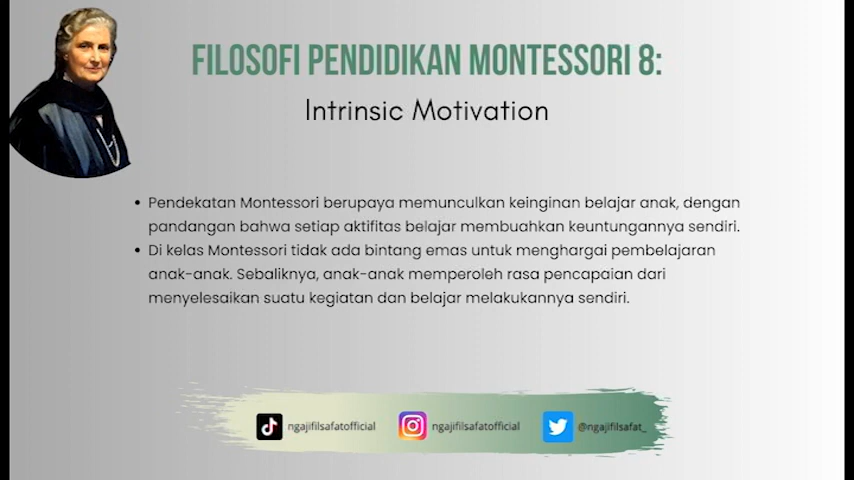 FILOSOFI PENDIDIKAN MONTESSORI 8:
Intrinsic Motivation
• Pendekatan Montessori berupaya memunculkan keinginan belajar anak, dengan
pandangan bahwa setiap aktifitas belajar membuahkan keuntungannya sendiri.
• Di kelas Montessori tidak ada bintang emas untuk menghargai pembelajaran
anak-anak. Sebaliknya, anak-anak memperoleh rasa pencapaian dari
menyelesaikan suatu kegiatan dan belajar melakukannya sendiri.
ngajifilsafatofficial ngajifilsafatofficial @ngajifilsafat_